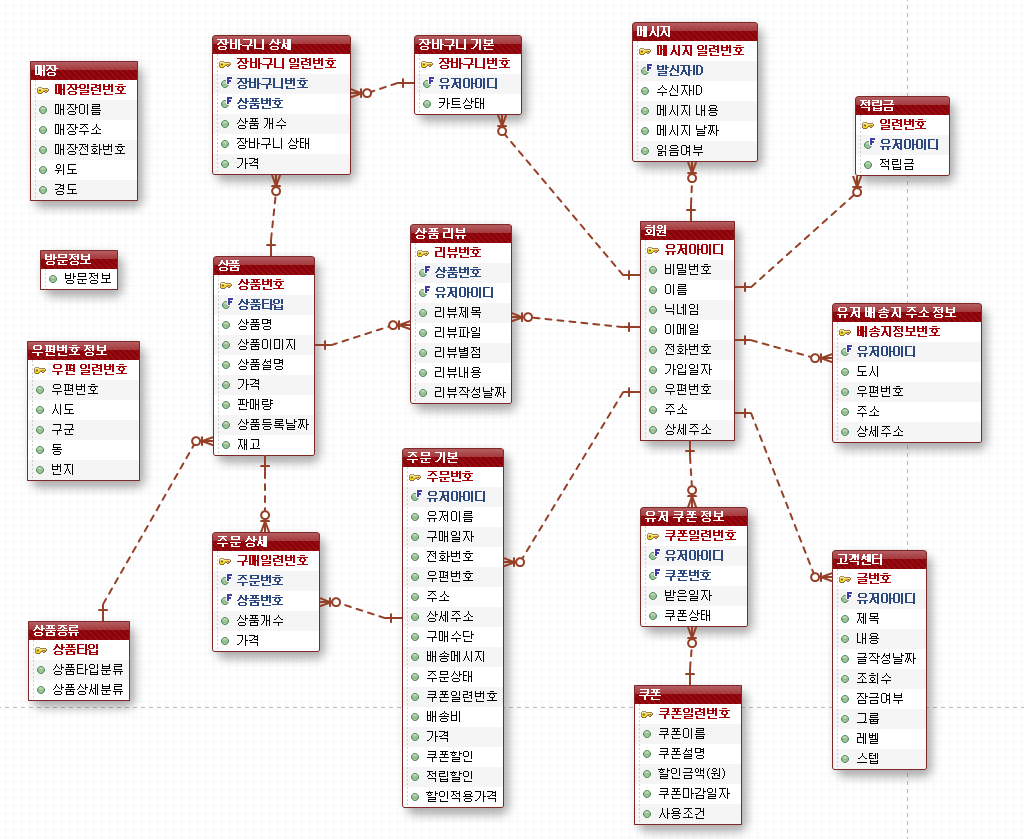 매장
매장일련번호
매장이름
매장주소
매장전화번호
위도
경도
방문정보
방문정보
우편번호 정보
우편 일련번호
우편번호
시도
구군
동
번지
상품종류
상품타입
상품타입분류
상품상세분류
장바구니 상세
장바구니 일련번호
장바구니번호
상품번호
상품 개수
장바구니 상태
가격
상품
상품번호
상품타입
상품명
상품이미지
상품설명
가격
판매량
상품등록날짜
재고
주문 상세
구매일련번호
주문번호
상품번호
상품개수
가격
장바구니 기본
장바구니번호
유저아이디
카트상태
상품 리뷰
리뷰번호
상품번호
유저아이디
리뷰제목
리뷰파일
리뷰별점
리뷰내용
리뷰작성날짜
주문 기본
주문번호
유저아이디
유저이름
구매일자
전화번호
우편번호
주소
상세주소
구매수단
배송메시지
주문상태
쿠폰일련번호
배송비
가격
쿠폰할인
적립할인
할인적용가격
메시지
메시지 일련번호
발신자ID
수신자ID
메시지 내용
메시지 날짜
읽음여부
회원
유저아이디
비밀번호
이름
닉네임
이메일
전화번호
가입일자
우편번호
주소
상세주소
유저 쿠폰 정보
쿠폰일련번호
유저아이디
쿠폰번호
받은일자
쿠폰상태
쿠폰
쿠폰일련번호
쿠폰이름
쿠폰설명
할인금액(원)
쿠폰마감일자
사용조건
적립금
일련번호
유저아이디
적립금
유저 배송지 주소 정보
배송지정보번호
유저아이디
도시
우편번호
주소
상세주소
고객센터
글번호
유저아이디
제목
내용
글작성날짜
조회수
잠금여부
그룹
레벨
스텝